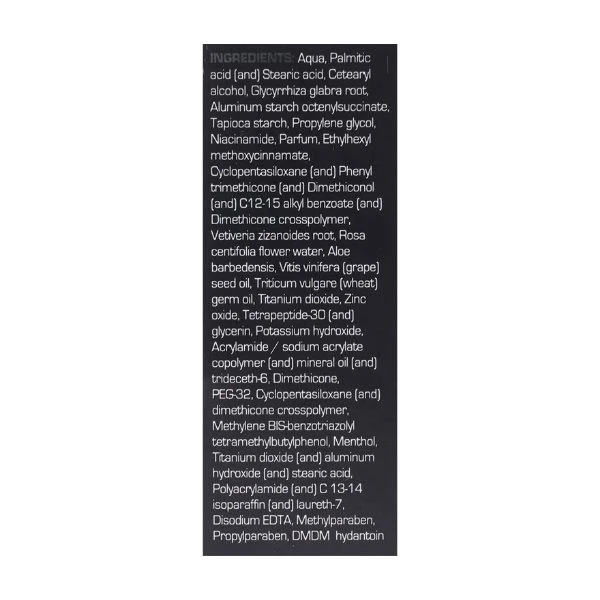 INGREDIENTS: Aqua, Palmitic
acid (and) Stearic acid, Cetearyl
alcohol, Glycyrrhiza glabra root,
Aluminum starch octenylsuccinate,
Tapioca starch, Propylene glycol,
Niacinamide, Parfum, Ethylhexyl
methoxycinnamate,
Cyclopentasiloxane (and) Phenyl
trimethicone (and) Dimethiconol
(and) C12-15 alkyl benzoate (and)
Dimethicone crosspolymer,
Vetiveria zizanoides root, Rosa
centifolia flower water, Aloe
barbedensis, Vitis vinifera (grape)
seed oil, Triticum vulgare (wheat)
germ oil, Titanium dioxide, Zinc
oxide, Tetrapeptide-30 (and)
glycerin, Potassium hydroxide,
Acrylamide / sodium acrylate
copolymer (and) mineral oil (and)
trideceth-6, Dimethicone,
PEG-32, Cyclopentasiloxane (and)
dimethicone crosspolymer,
Methylene BIS-benzotriazolyl
tetramethylbutylphenol, Menthol,
Titanium dioxide (and) aluminum
hydroxide (and) stearic acid,
Polyacrylamide (and) C 13-14
isoparaffin (and) laureth-7,
Disodium EDTA, Methylparaben,
Propylparaben, DMDM hydantoin